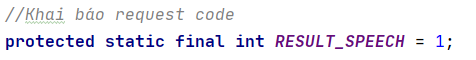 //Khai báo request code
protected static final int RESULT_SPEECH = 1;